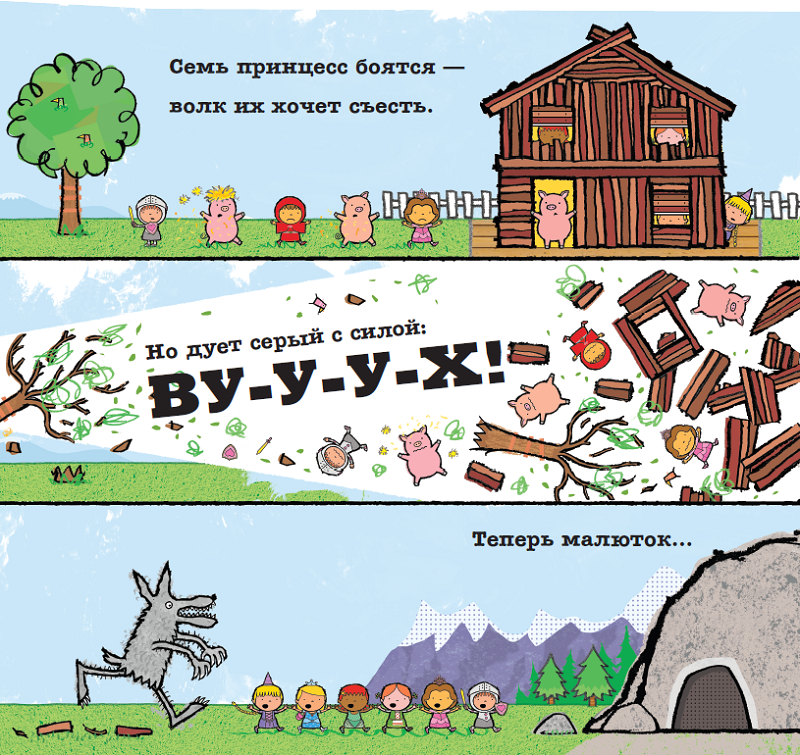 Семь принцесс боятся —
волк их хочет съесть.
Но дует серый с силой:
ВУ-У-У-Х!
Теперь малюток...